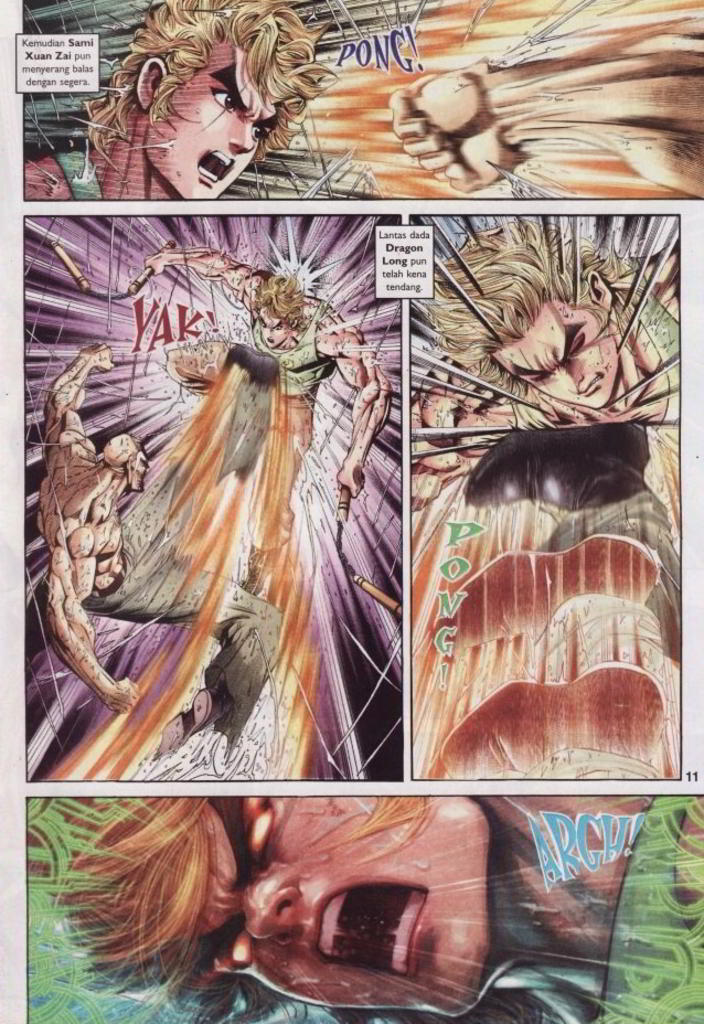 Kemudian Sami
Xuan Zai pun
menyerang balas
dengan segera.
PONG!
Lantas dada
Dragon
Long pun
telah kena
tendang.
YAK!
PONG!
11
ARGH!